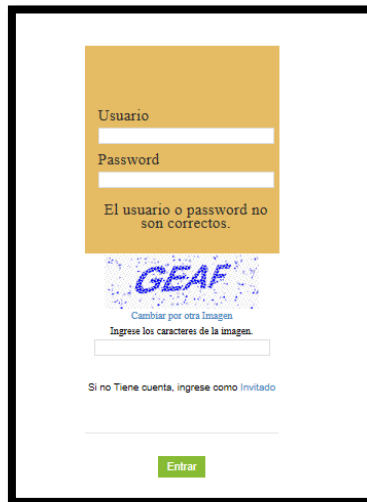 Usuario
Password
El usuario o password no
son correctos.
GEAF
Cambiar por otra Imagen
Ingrese los caracteres de la imagen.
Si no Tiene cuenta, ingrese como Invitado
Entrar